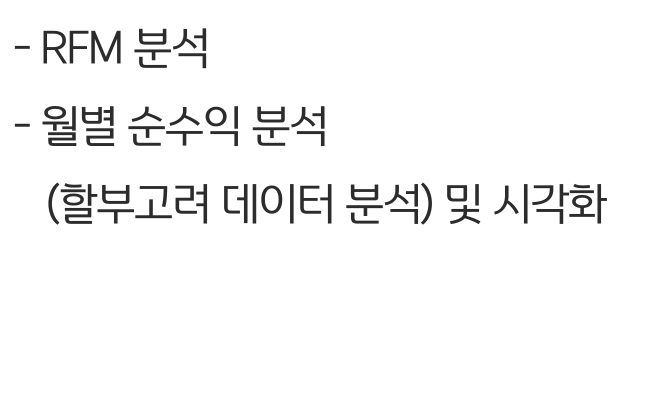 - RFM 분석
- 월별 순수익 분석
(할부고려 데이터 분석) 및 시각화